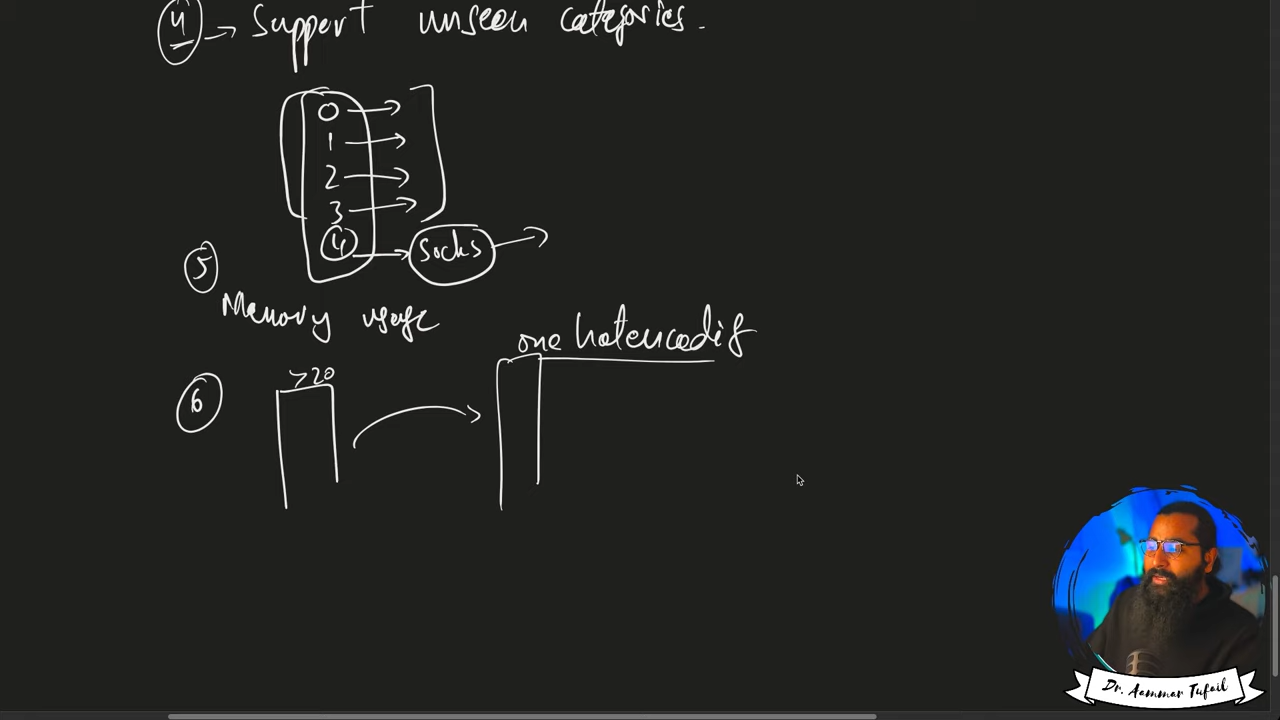 4 → Support unseen categories.
0 →
1 →
2 →
3 →
4 → Socks →
5
Memory usage
one hotencodig
>20
6
Dr. Aammar Tufail